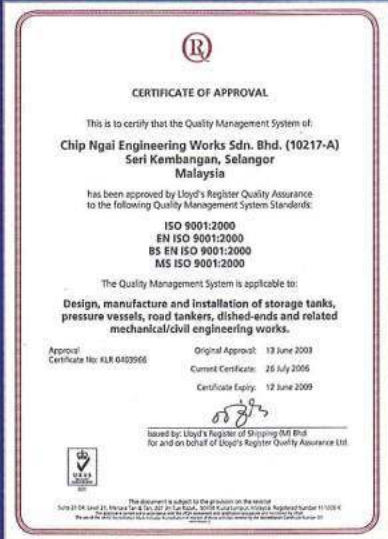 CERTIFICATE OF APPROVAL
This is to certify that the Quality Management System of:
Chip Ngai Engineering Works Sdn. Bhd. (10217-A)
Seri Kembangan, Selangor
Malaysia
has been approved by Lloyd's Register Quality Assurance
to the following Quality Management System Standards:
ISO 9001:2000
EN ISO 9001:2000
BS EN ISO 9001:2000
MS ISO 9001:2000
The Quality Management System is applicable to:
Design, manufacture and installation of storage tanks,
pressure vessels, road tankers, dished-ends and related
mechanical/civil engineering works.
Approval
Certificate No: KLR 0403966
Original Approval: 13 June 2003
Current Certificate: 26 July 2006
Certificate Expiry: 12 June 2009
Issued by: Lloyd's Register of Shipping (M) Bhd
for and on behalf of Lloyd's Register Quality Assurance Ltd.
UKAS
This document is subject to the provision on the reverse